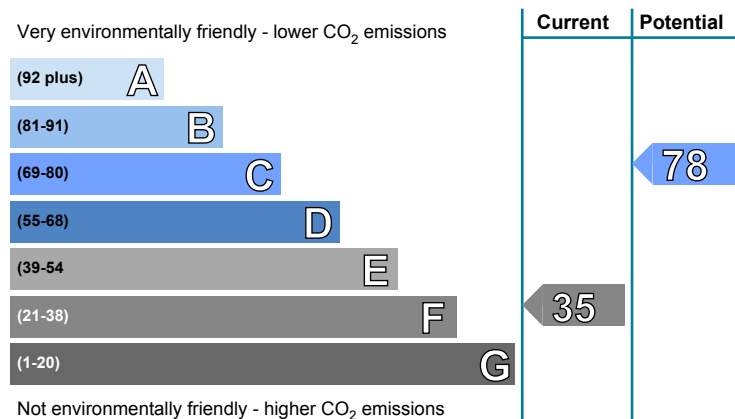 Current Potential
Very environmentally friendly - lower CO2 emissions
(92 plus) A
(81-91) B
(69-80) C
78
(55-68) D
(39-54 E
(21-38) F
35
(1-20) G
Not environmentally friendly - higher CO2 emissions